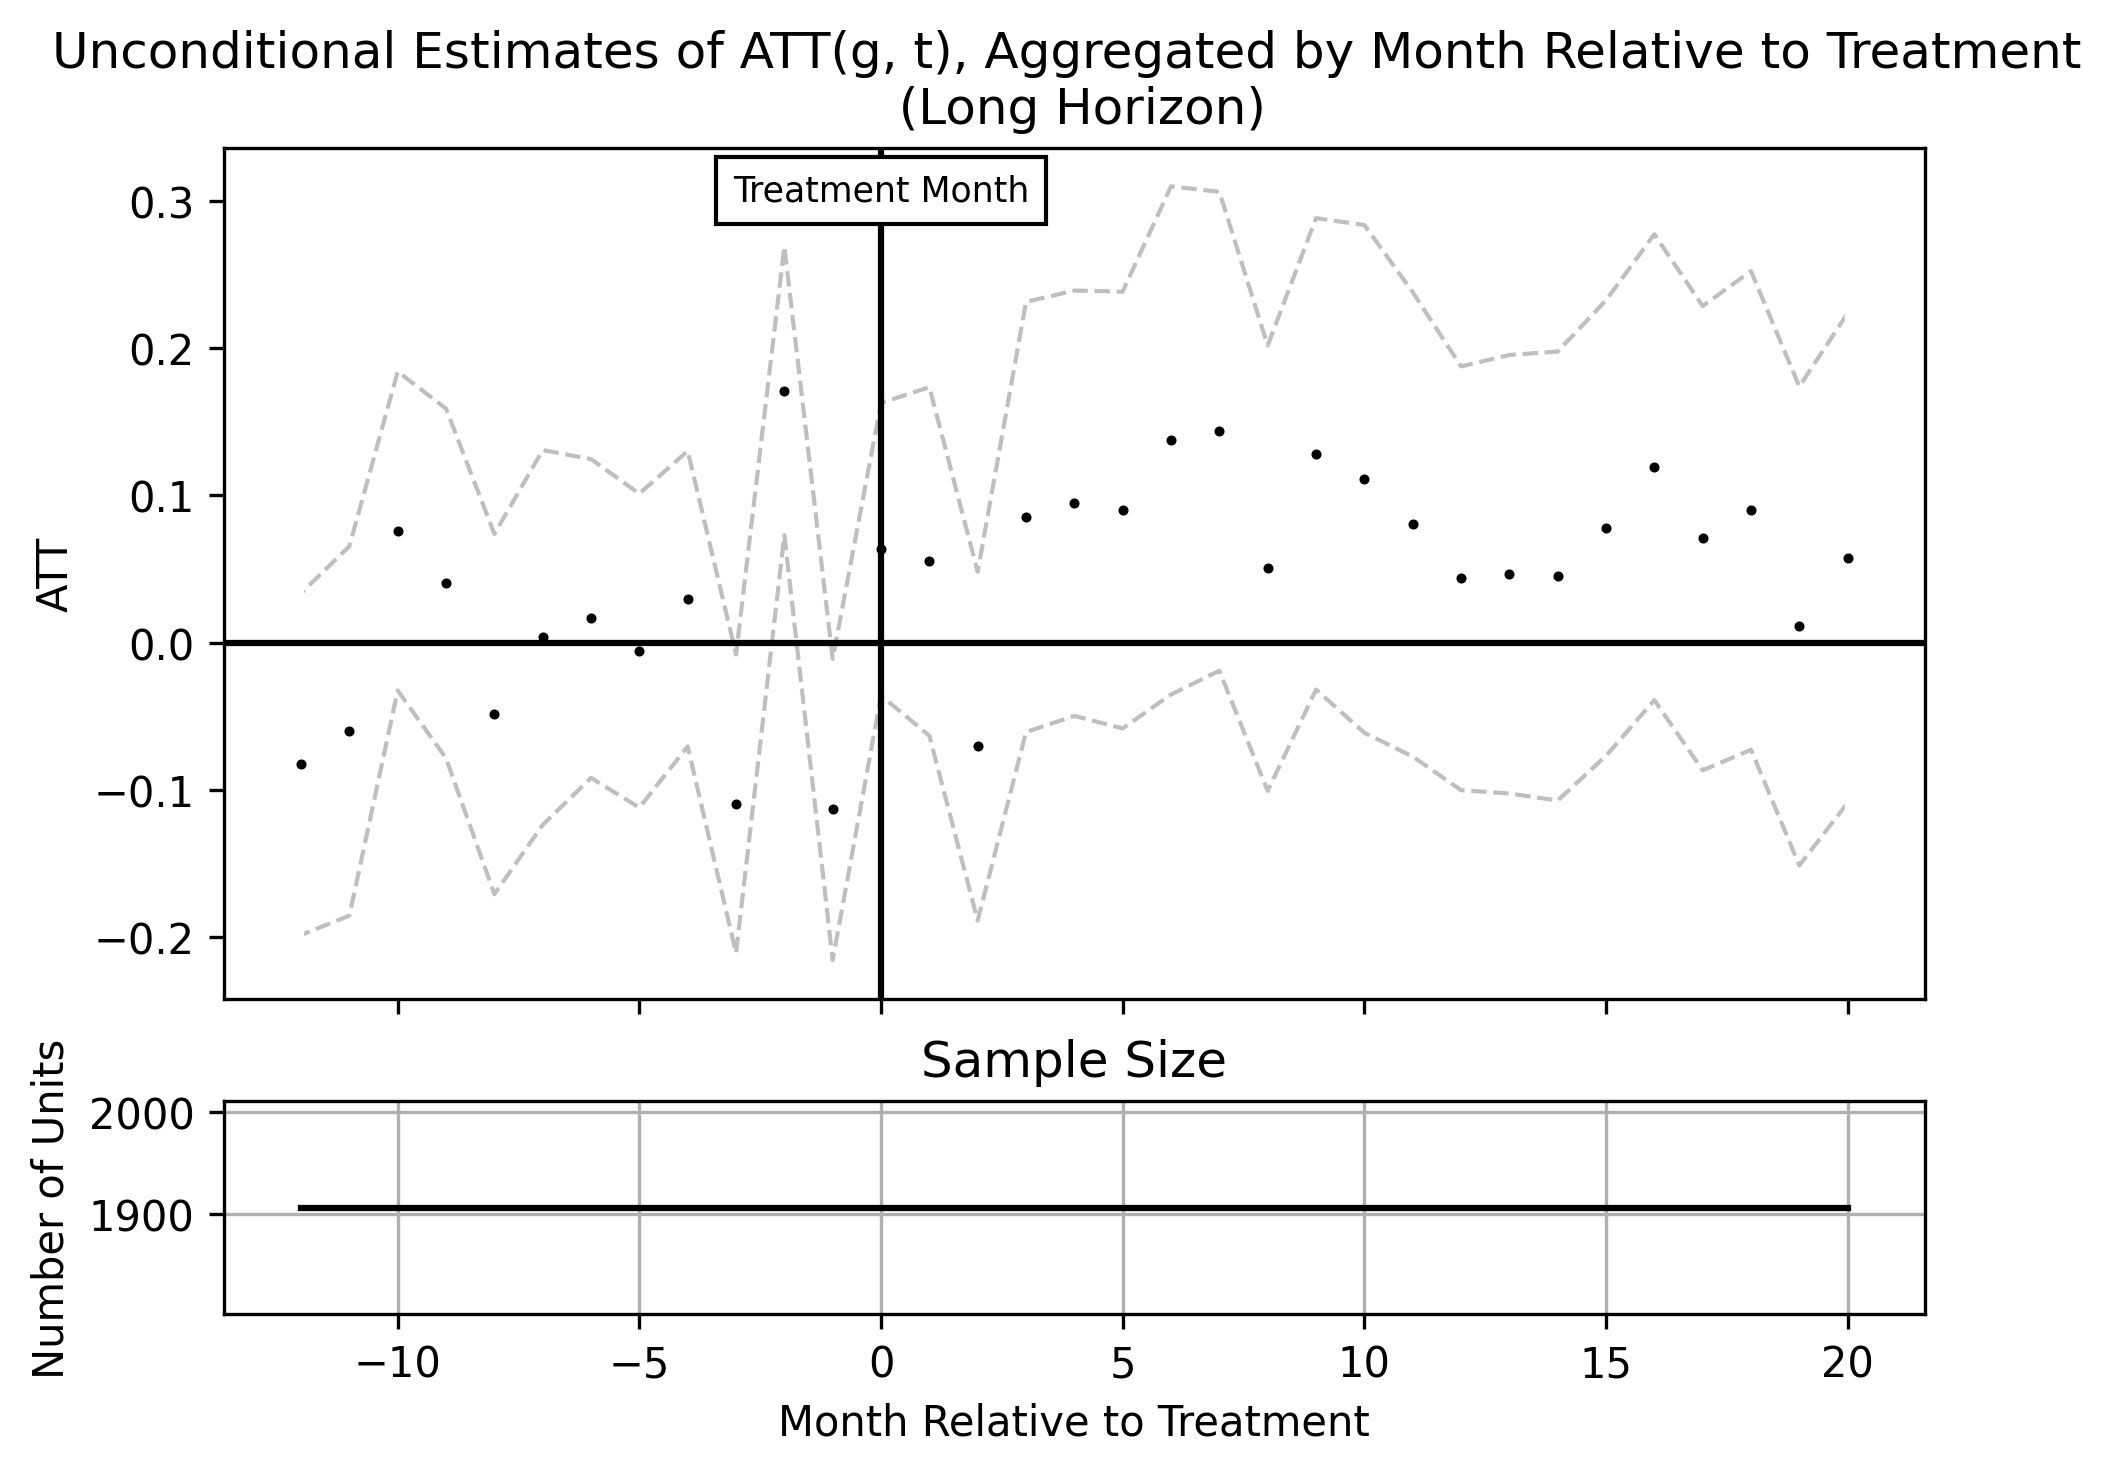 Unconditional Estimates of ATT(g, t), Aggregated by Month Relative to Treatment
(Long Horizon)
Treatment Month
ATT
0.3
0.2
0.1
0.0
−0.1
−0.2
Sample Size
Number of Units
2000
1900
−10 −5 0 5 10 15 20
Month Relative to Treatment